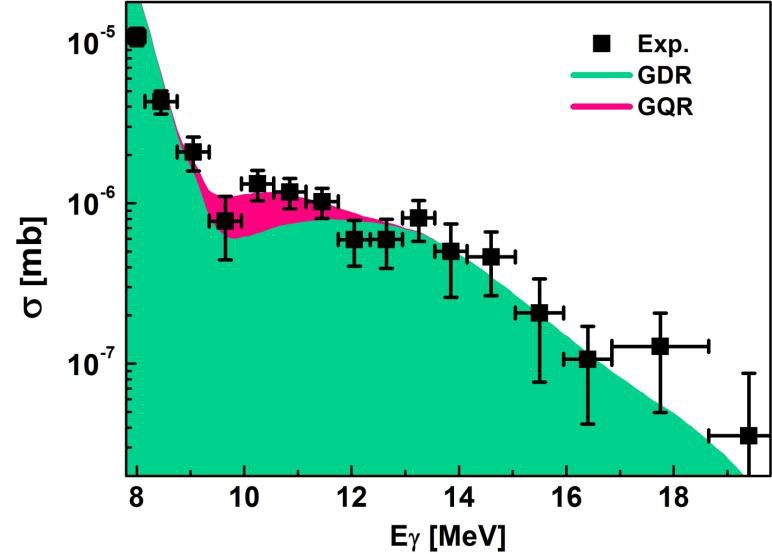 10⁻⁵
10⁻⁶
10⁻⁷
σ [mb]
Exp.
GDR
GQR
8 10 12 14 16 18
Eγ [MeV]